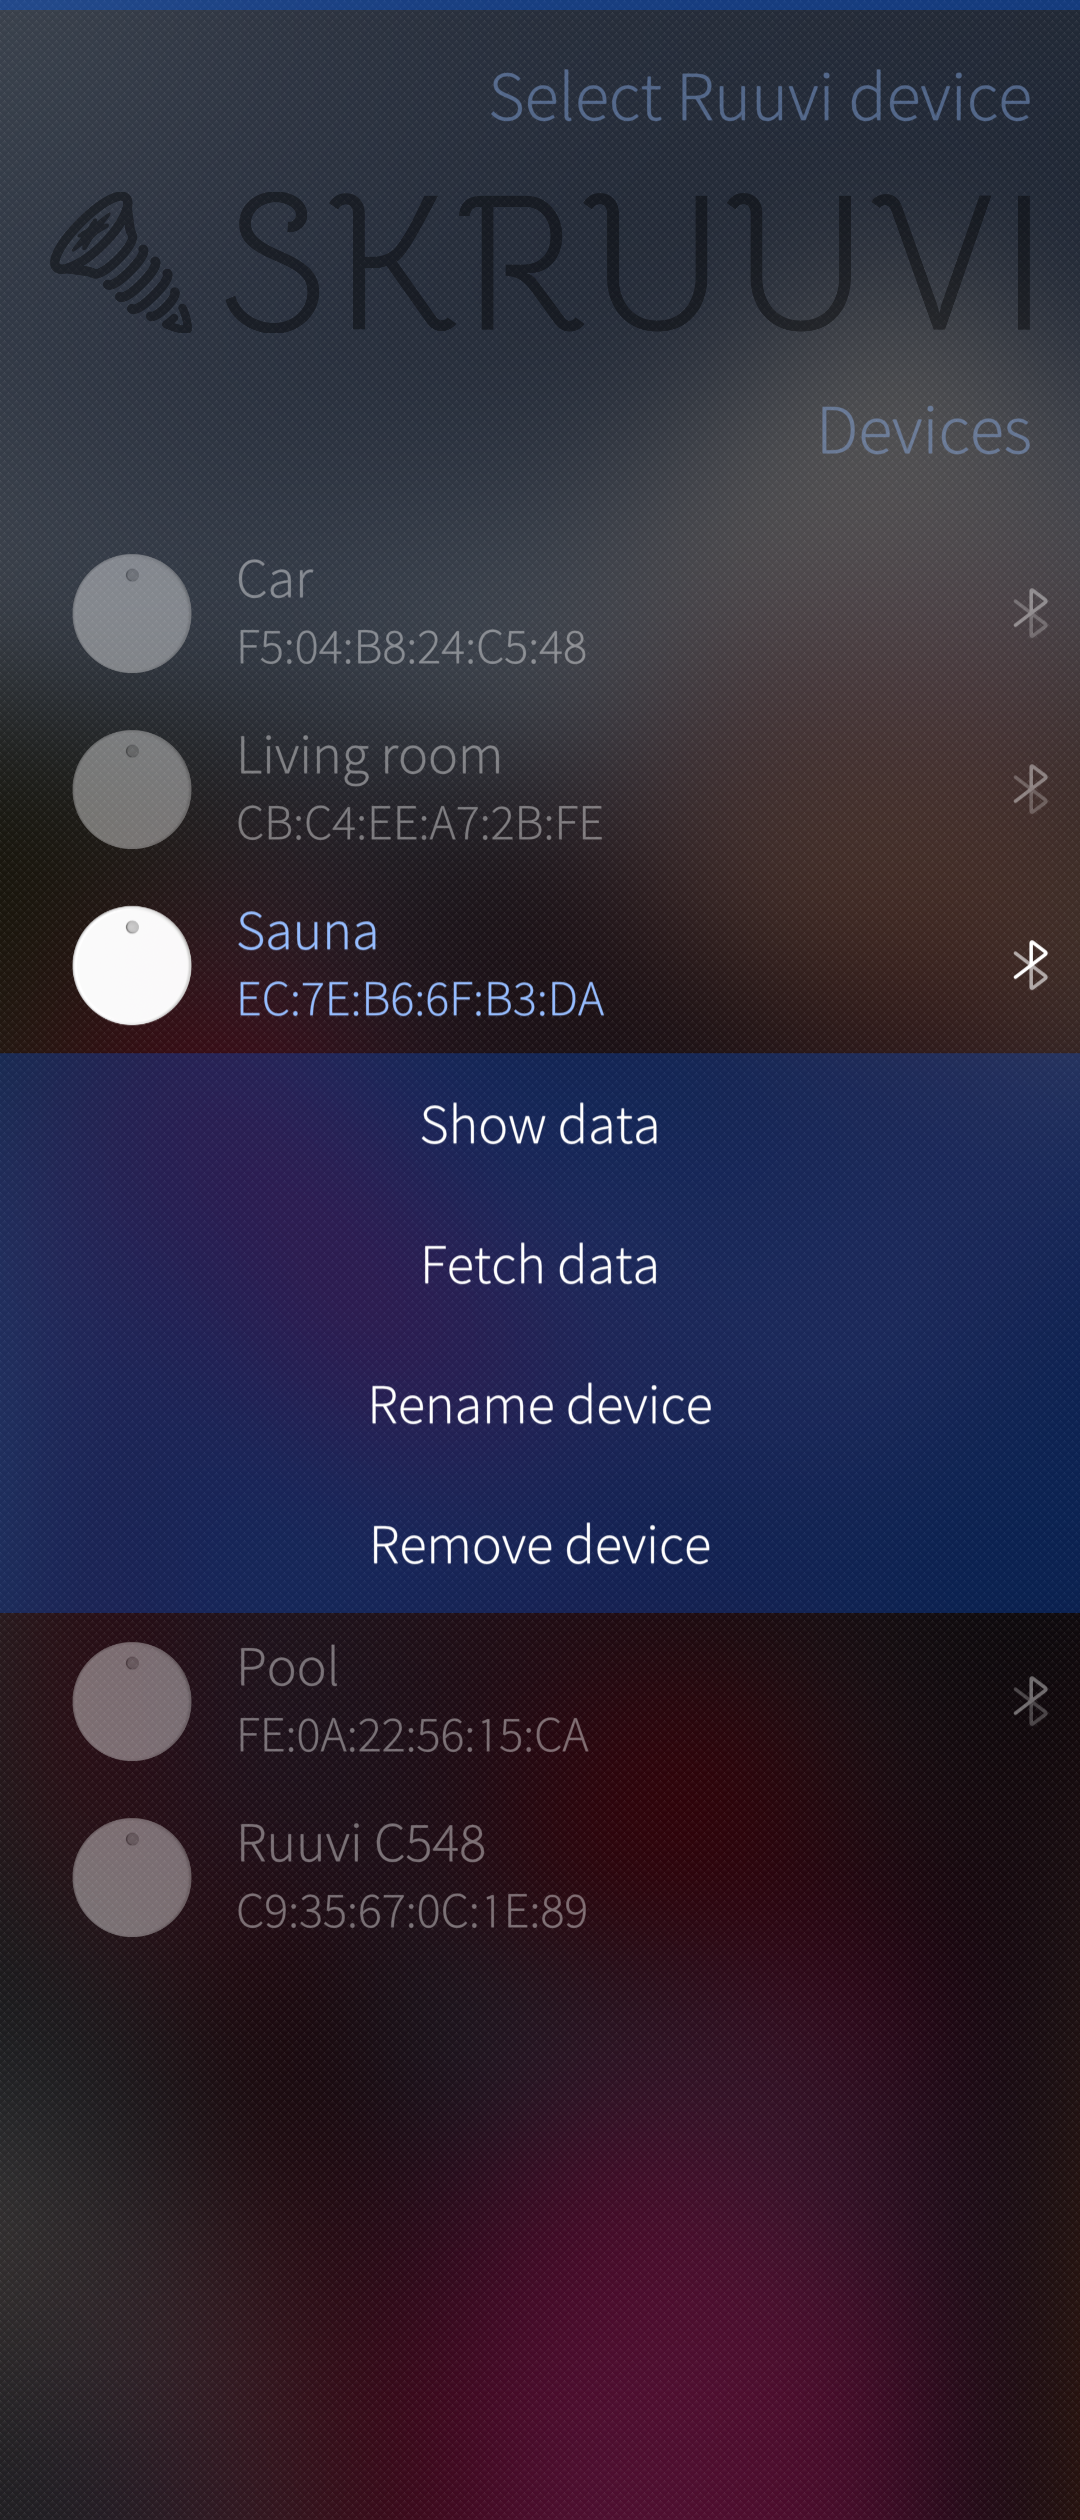 Select Ruuvi device
SKRUUVI
Devices
Car
F5:04:B8:24:C5:48
Living room
CB:C4:EE:A7:2B:FE
Sauna
EC:7E:B6:6F:B3:DA
Show data
Fetch data
Rename device
Remove device
Pool
FE:0A:22:56:15:CA
Ruuvi C548
C9:35:67:0C:1E:89